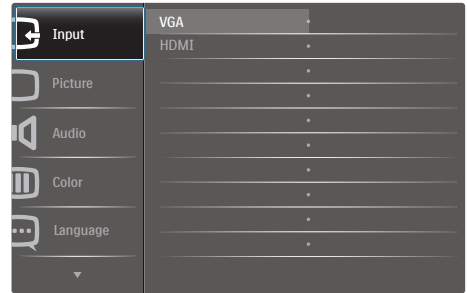 Input
VGA
HDMI
Picture
Audio
Color
Language